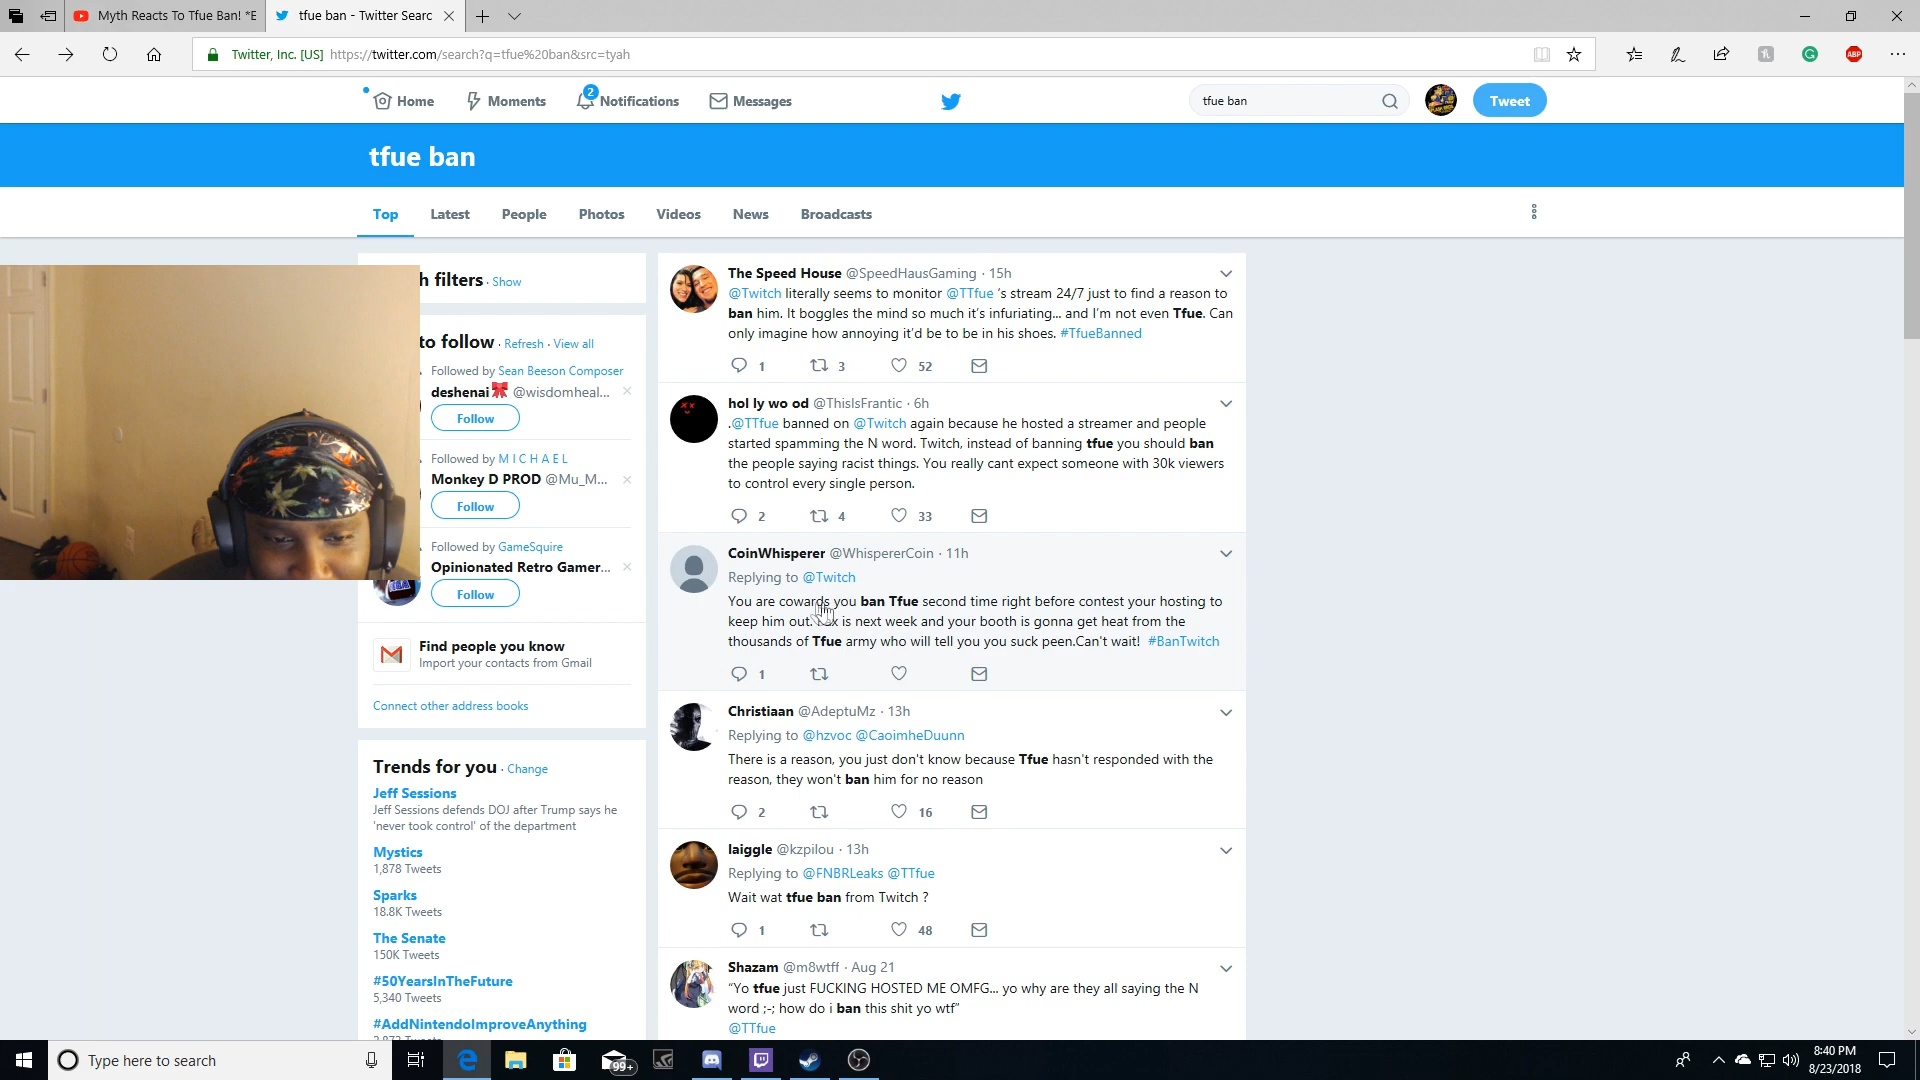 Myth Reacts To Tfue Ban! *E
tfue ban - Twitter Searc
Twitter, Inc. [US] https://twitter.com/search?q=tfue%20ban&src=tyah
ABP
Home
Moments
2
Notifications
Messages
tfue ban
Tweet
tfue ban
Top
Latest
People
Photos
Videos
News
Broadcasts
h filters · Show
to follow · Refresh · View all
Followed by Sean Beeson Composer
deshenai @wisdomheal...
Follow
Followed by M I C H A E L
Monkey D PROD @Mu_M...
Follow
Followed by GameSquire
Opinionated Retro Gamer...
Follow
Find people you know
Import your contacts from Gmail
Connect other address books
Trends for you · Change
Jeff Sessions
Jeff Sessions defends DOJ after Trump says he
'never took control' of the department
Mystics
1,878 Tweets
Sparks
18.8K Tweets
The Senate
150K Tweets
#50YearsInTheFuture
5,340 Tweets
#AddNintendoImproveAnything
The Speed House @SpeedHausGaming · 15h
@Twitch literally seems to monitor @TTfue 's stream 24/7 just to find a reason to
ban him. It boggles the mind so much it's infuriating... and I'm not even Tfue. Can
only imagine how annoying it'd be to be in his shoes. #TfueBanned
1 3 52
hol ly wo od @ThisIsFrantic · 6h
.@TTfue banned on @Twitch again because he hosted a streamer and people
started spamming the N word. Twitch, instead of banning tfue you should ban
the people saying racist things. You really cant expect someone with 30k viewers
to control every single person.
2 4 33
CoinWhisperer @WhispererCoin · 11h
Replying to @Twitch
You are cowards you ban Tfue second time right before contest your hosting to
keep him out. is next week and your booth is gonna get heat from the
thousands of Tfue army who will tell you you suck peen.Can't wait! #BanTwitch
1
Christiaan @AdeptuMz · 13h
Replying to @hzvoc @CaoimheDuunn
There is a reason, you just don't know because Tfue hasn't responded with the
reason, they won't ban him for no reason
2 16
laiggle @kzpilou · 13h
Replying to @FNBRLeaks @TTfue
Wait wat tfue ban from Twitch ?
1 48
Shazam @m8wtff · Aug 21
"Yo tfue just FUCKING HOSTED ME OMFG... yo why are they all saying the N
word ;-; how do i ban this shit yo wtf"
@TTfue
Type here to search
99+
8:40 PM
8/23/2018